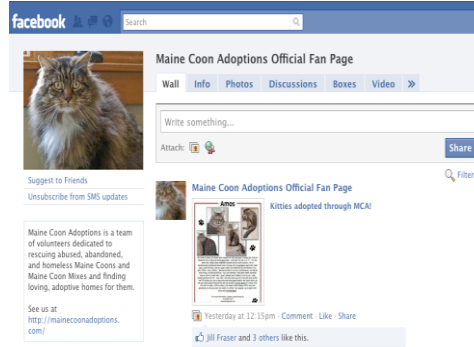 facebook
Search
Maine Coon Adoptions Official Fan Page
Wall Info Photos Discussions Boxes Video »
Write something...
Attach:
Share
Filter
Suggest to Friends
Unsubscribe from SMS updates
Maine Coon Adoptions is a team
of volunteers dedicated to
rescuing abused, abandoned,
and homeless Maine Coons and
Maine Coon Mixes and finding
loving, adoptive homes for them.
See us at
http://mainecoonadoptions.
com/
Maine Coon Adoptions Official Fan Page
Amos
Kitties adopted through MCA!
Yesterday at 12:15pm · Comment · Like · Share
Jill Fraser and 3 others like this.